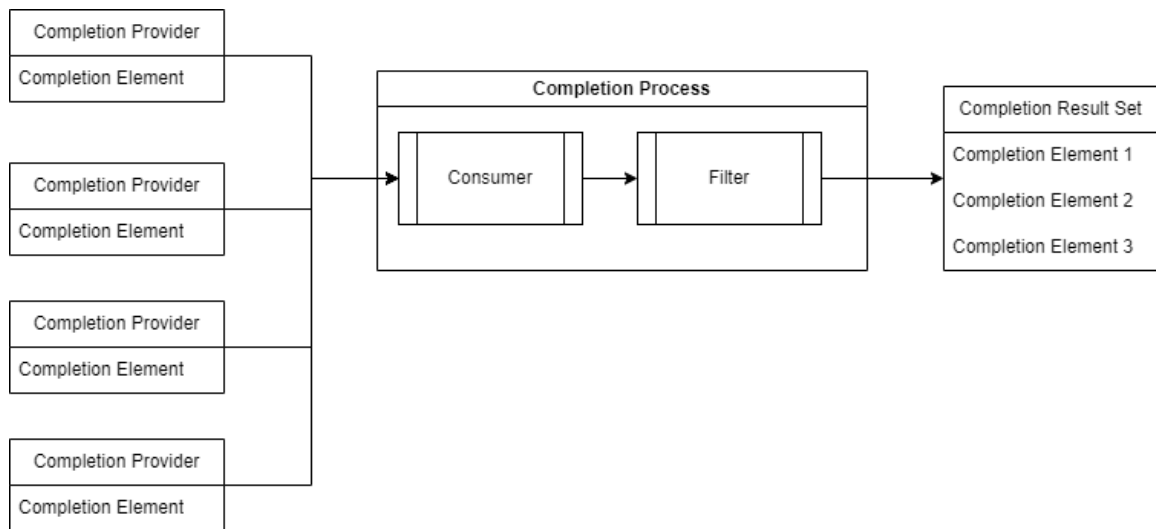 Completion Provider
Completion Element
Completion Provider
Completion Element
Completion Provider
Completion Element
Completion Provider
Completion Element
Completion Process
Consumer
Filter
Completion Result Set
Completion Element 1
Completion Element 2
Completion Element 3